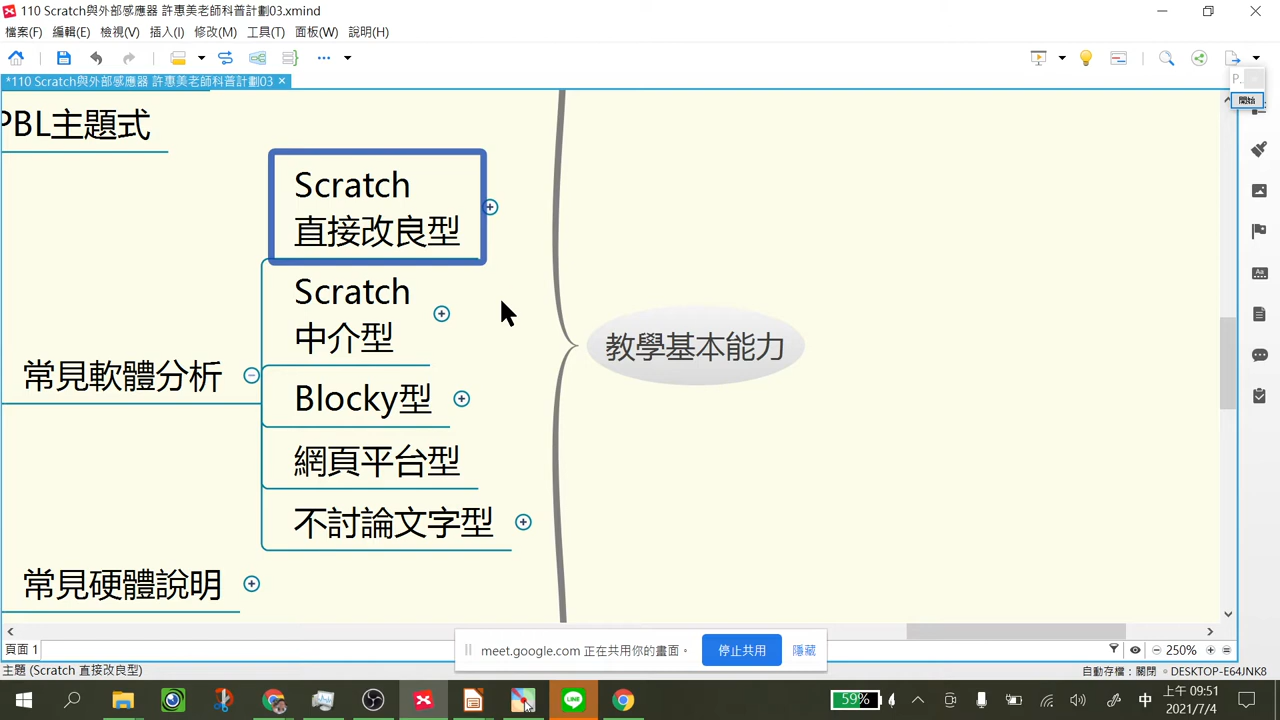 110 Scratch與外部感應器 許惠美老師科普計劃03.xmind
檔案(F) 編輯(E) 檢視(V) 插入(I) 修改(M) 工具(T) 面板(W) 說明(H)
*110 Scratch與外部感應器 許惠美老師科普計劃03
P..
開始
PBL主題式
Scratch
直接改良型
Scratch
中介型
教學基本能力
常見軟體分析
Blocky型
網頁平台型
不討論文字型
常見硬體說明
頁面 1
meet.google.com 正在共用你的畫面。
停止共用
隱藏
250%
主題 (Scratch 直接改良型)
自動存檔：關閉
DESKTOP-E64JNK8
59%
中
上午 09:51
2021/7/4